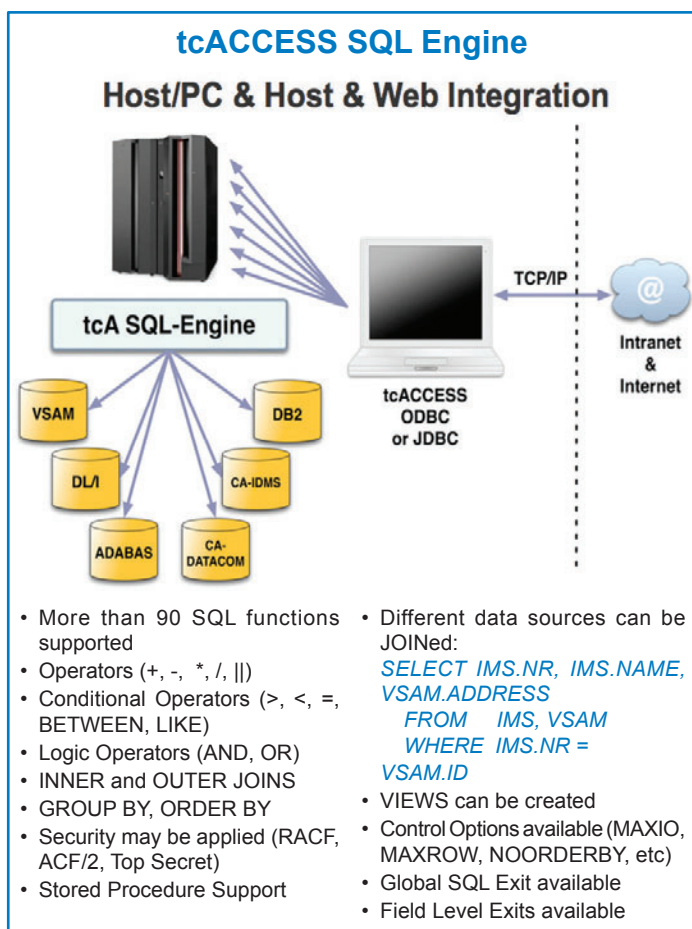 tcACCESS SQL Engine
Host/PC & Host & Web Integration
TCP/IP
@
tcA SQL-Engine
Intranet
&
Internet
tcACCESS
ODBC
or JDBC
VSAM
DB2
DL/I
CA-IDMS
ADABAS
CA-
DATACOM
• More than 90 SQL functions
supported
• Operators (+, -, *, /, ||)
• Conditional Operators (>, <, =,
BETWEEN, LIKE)
• Logic Operators (AND, OR)
• INNER and OUTER JOINS
• GROUP BY, ORDER BY
• Security may be applied (RACF,
ACF/2, Top Secret)
• Stored Procedure Support
• Different data sources can be
JOINed:
SELECT IMS.NR, IMS.NAME,
VSAM.ADDRESS
FROM IMS, VSAM
WHERE IMS.NR =
VSAM.ID
• VIEWS can be created
• Control Options available (MAXIO,
MAXROW, NOORDERBY, etc)
• Global SQL Exit available
• Field Level Exits available